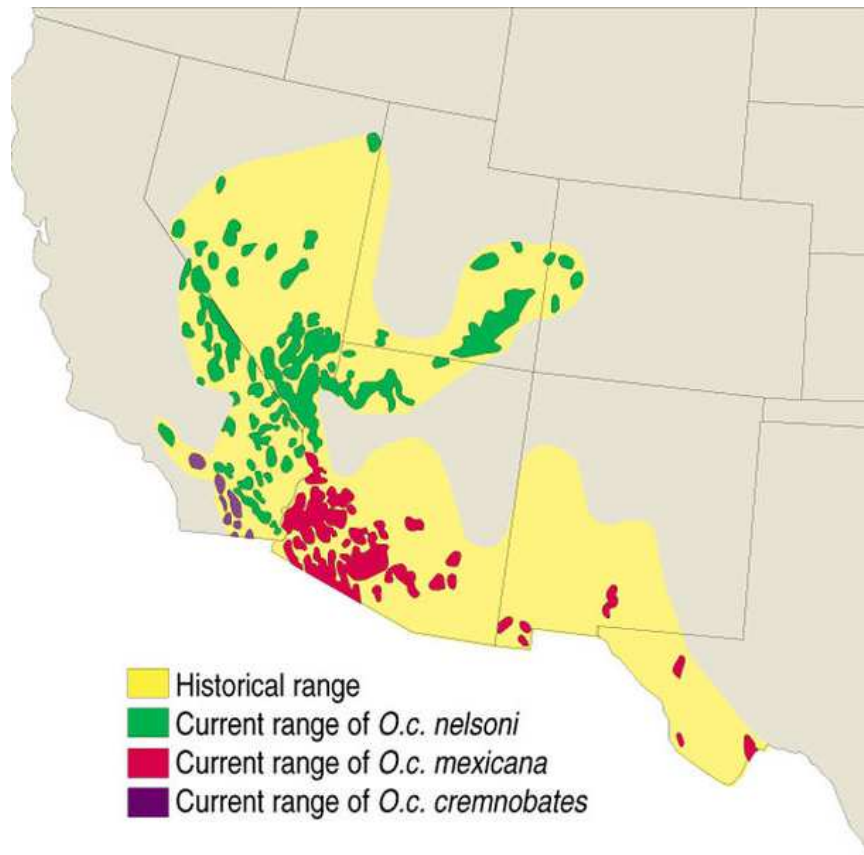 Historical range
Current range of O.c. nelsoni
Current range of O.c. mexicana
Current range of O.c. cremnobates